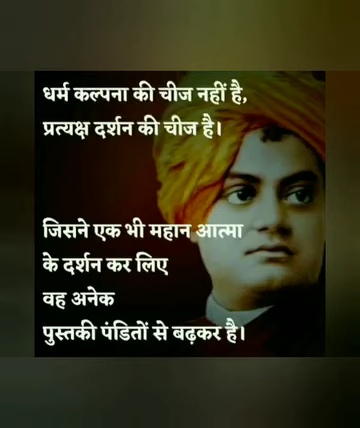 धर्म कल्पना की चीज नहीं है,
प्रत्यक्ष दर्शन की चीज है।
जिसने एक भी महान आत्मा
के दर्शन कर लिए
वह अनेक
पुस्तकी पंडितों से बढ़कर है।